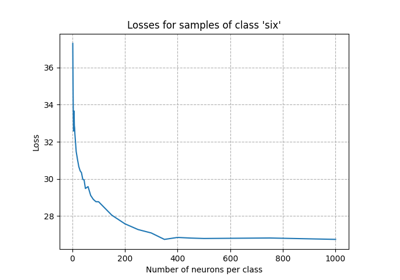 Losses for samples of class 'six'
Loss
36
34
32
30
28
0 200 400 600 800 1000
Number of neurons per class